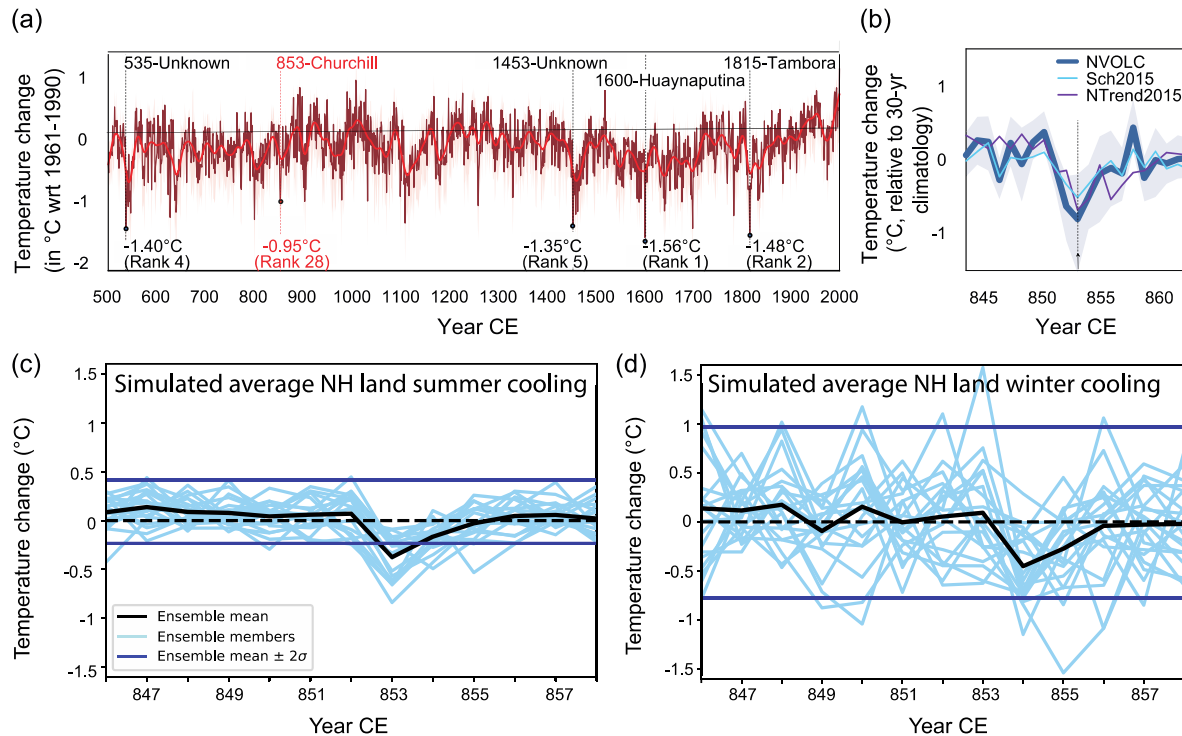 (a)
535-Unknown
853-Churchill
1453-Unknown
1815-Tambora
1600-Huaynaputina
Temperature change
(in °C wrt 1961-1990)
1
0
-1
-2
-1.40°C
(Rank 4)
-0.95°C
(Rank 28)
-1.35°C
(Rank 5)
-1.56°C
(Rank 1)
-1.48°C
(Rank 2)
500 600 700 800 900 1000 1100 1200 1300 1400 1500 1600 1700 1800 1900 2000
Year CE
(b)
NVOLC
Sch2015
NTrend2015
Temperature change
(°C, relative to 30-yr
climatology)
1
0
-1
845 850 855 860
Year CE
(c)
Simulated average NH land summer cooling
Temperature change (°C)
1.5
1
0.5
0
-0.5
-1
-1.5
Ensemble mean
Ensemble members
Ensemble mean ± 2σ
847 849 851 853 855 857
Year CE
(d)
Simulated average NH land winter cooling
Temperature change (°C)
1.5
1
0.5
0
-0.5
-1
-1.5
847 849 851 853 855 857
Year CE